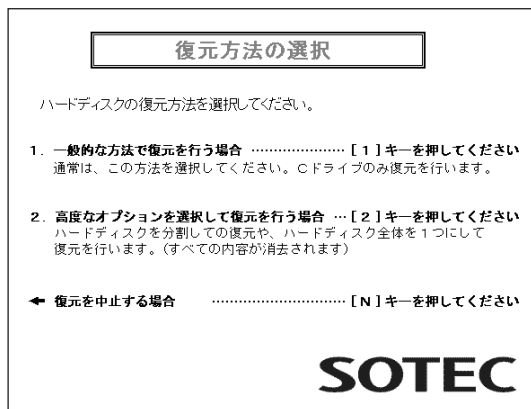 復元方法の選択
ハードディスクの復元方法を選択してください。
1. 一般的な方法で復元を行う場合 …………………［1］キーを押してください
通常は、この方法を選択してください。Cドライブのみ復元を行います。
2. 高度なオプションを選択して復元を行う場合 …［2］キーを押してください
ハードディスクを分割しての復元や、ハードディスク全体を1つにして
復元を行います。(すべての内容が消去されます)
← 復元を中止する場合 …………………………［N］キーを押してください
SOTEC